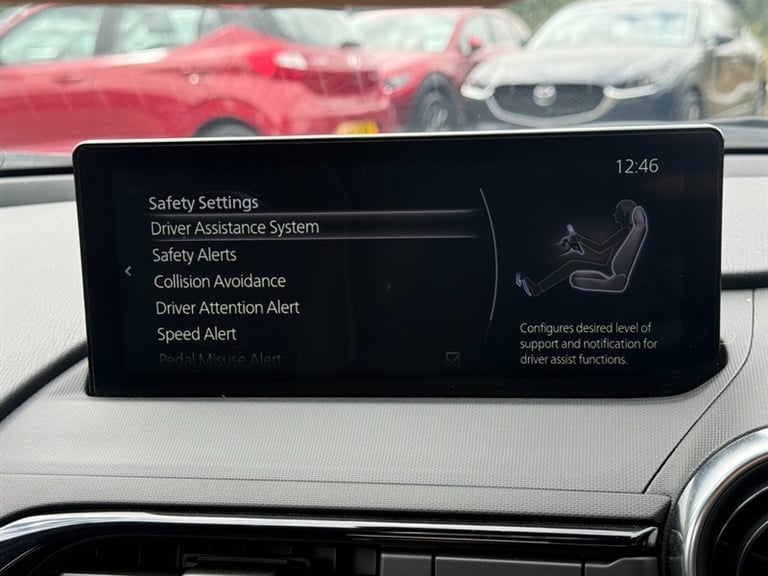 12:46
Safety Settings
Driver Assistance System
Safety Alerts
Collision Avoidance
Driver Attention Alert
Speed Alert
Pedal Misuse Alert
Configures desired level of
support and notification for
driver assist functions.